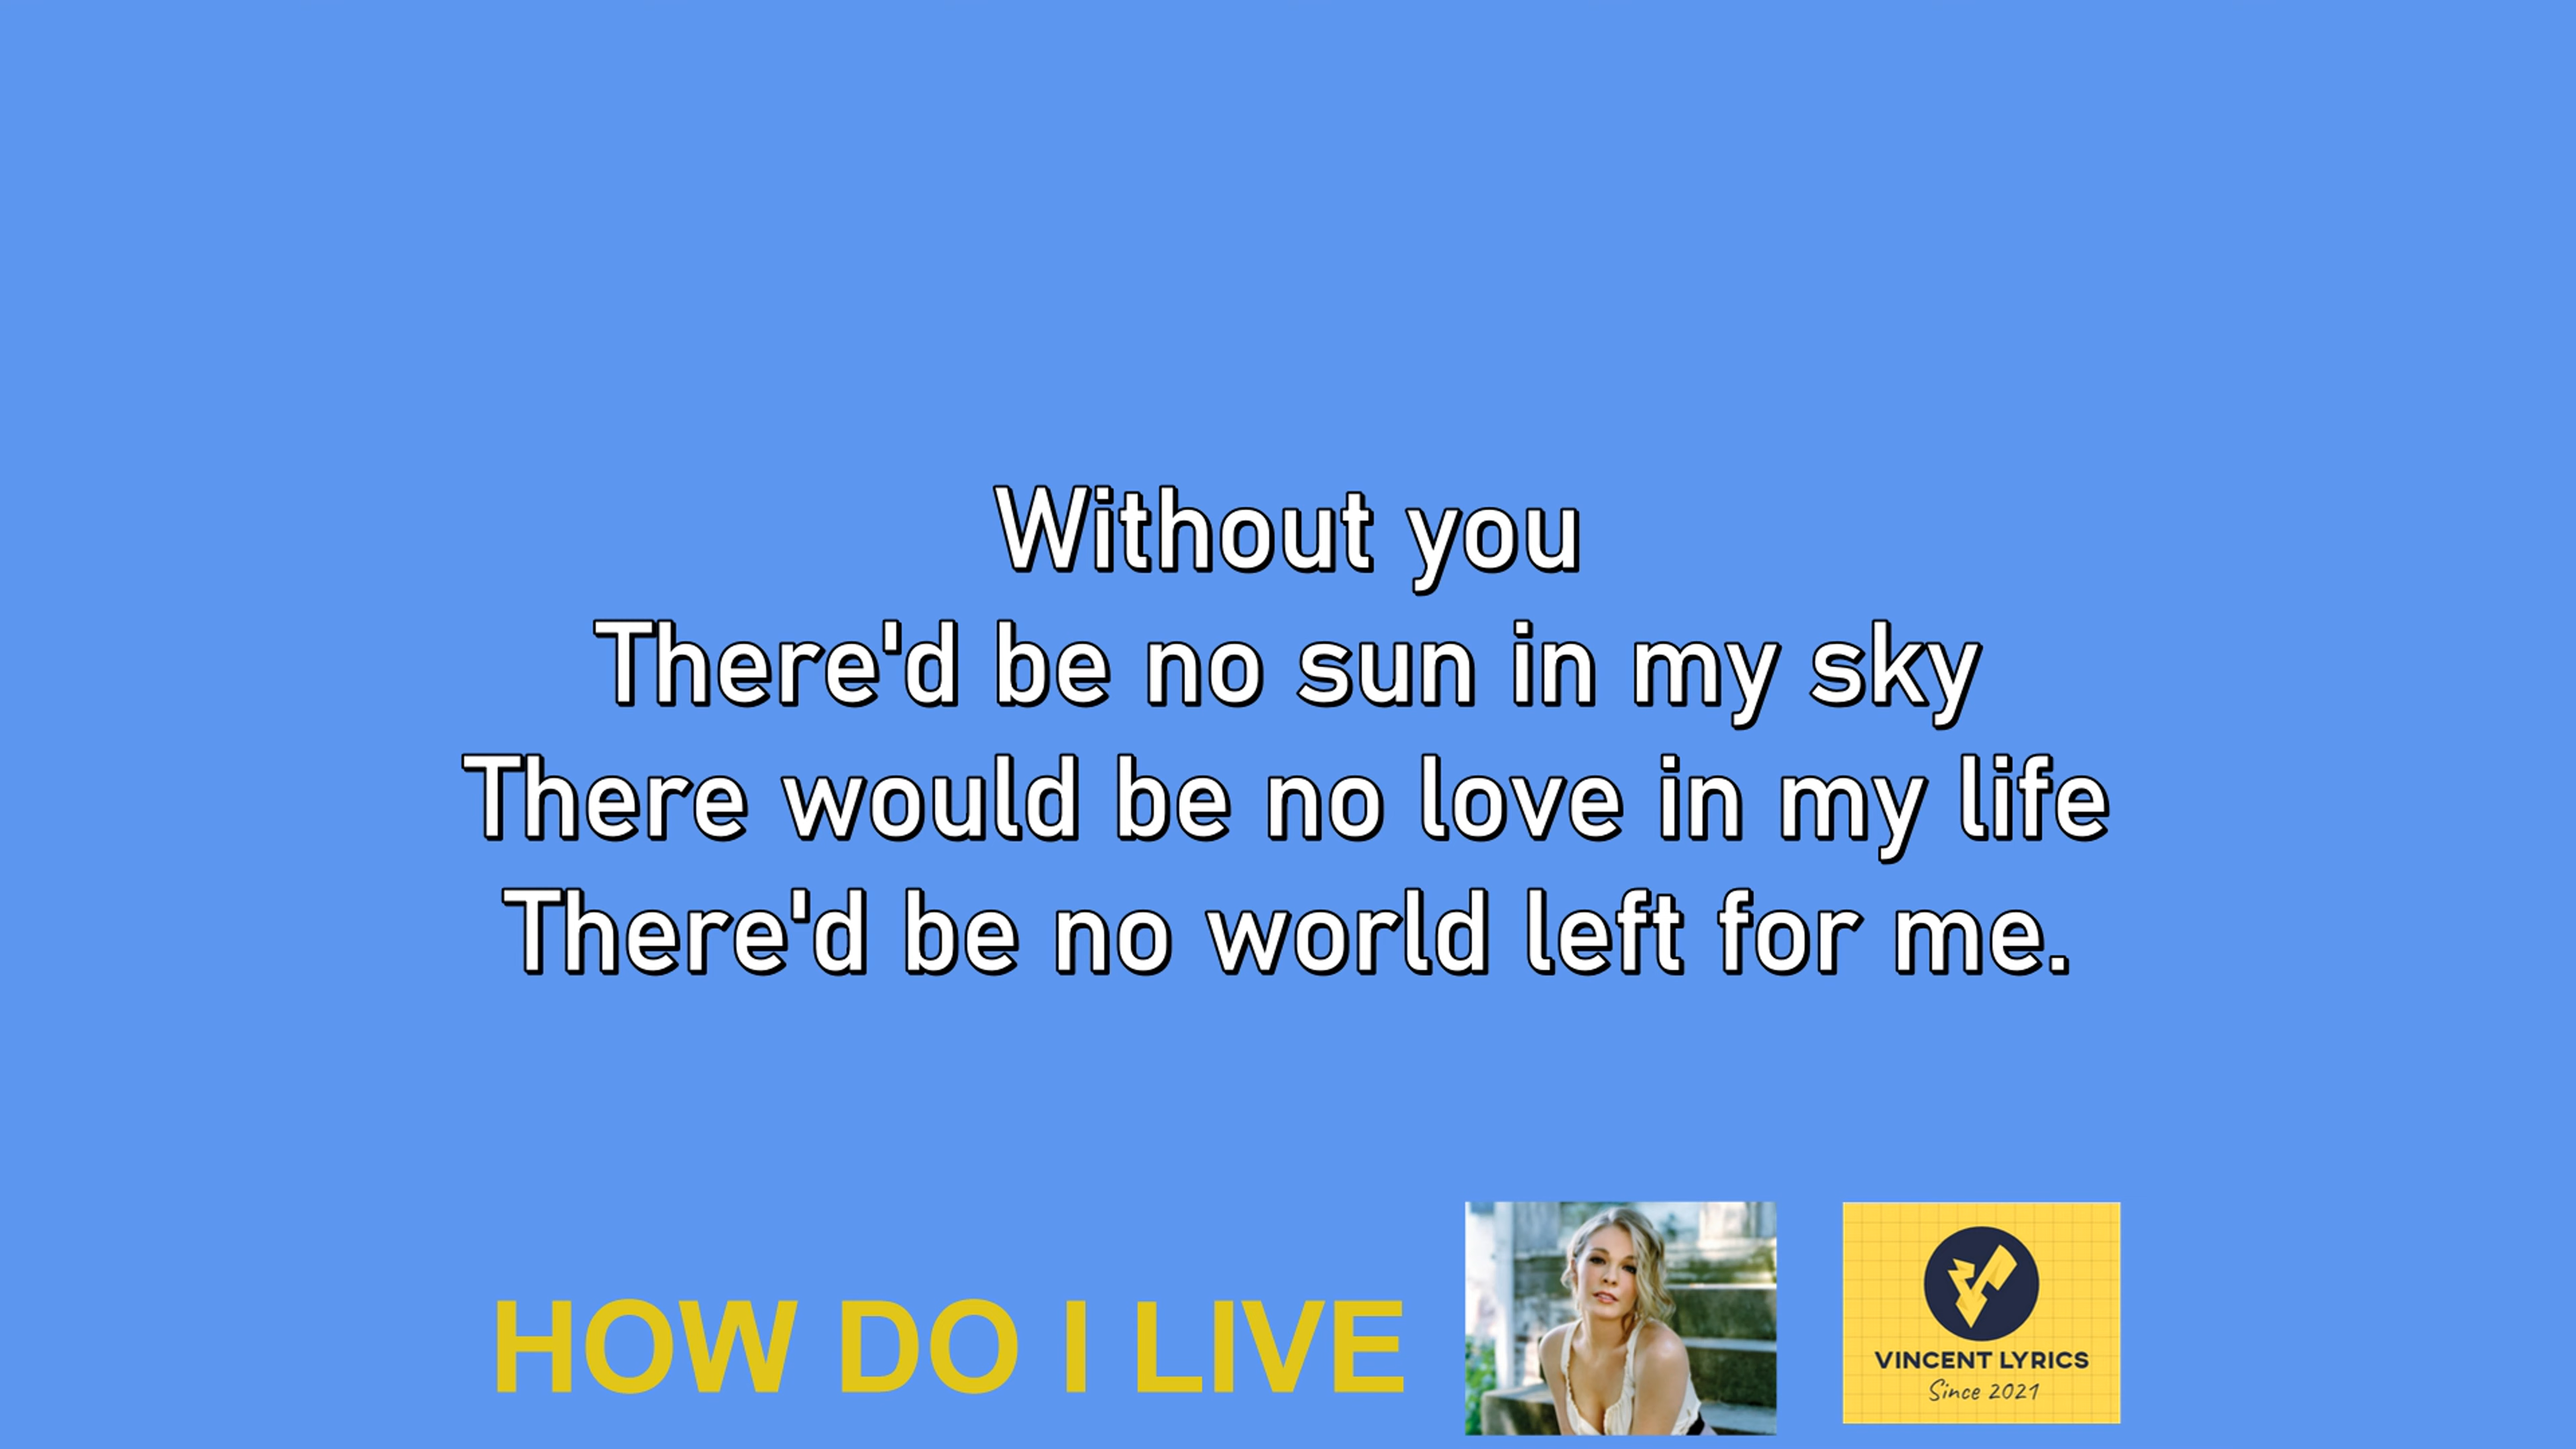 Without you
There'd be no sun in my sky
There would be no love in my life
There'd be no world left for me.
HOW DO I LIVE
VINCENT LYRICS
Since 2021